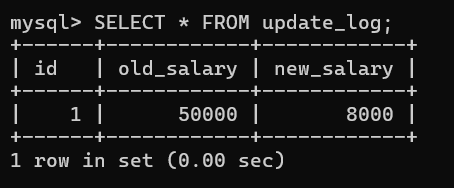 mysql> SELECT * FROM update_log;
+------+------------+------------+
| id   | old_salary | new_salary |
+------+------------+------------+
|    1 |      50000 |       8000 |
+------+------------+------------+
1 row in set (0.00 sec)